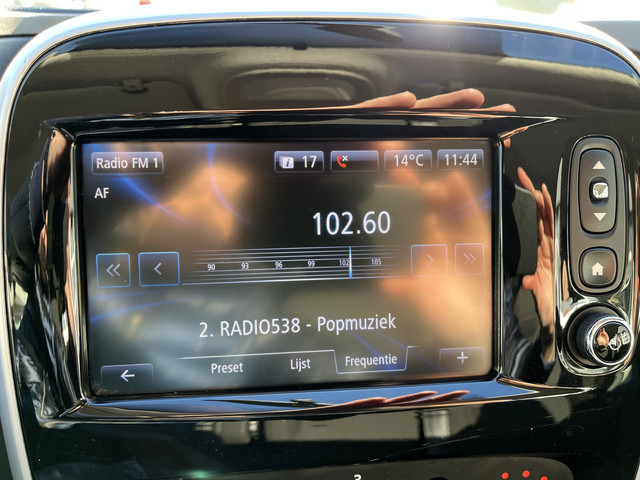 Radio FM 1 i 17 14°C 11:44
AF
102.60
90 93 96 99 102 105
2. RADIO538 - Popmuziek
Preset Lijst Frequentie +